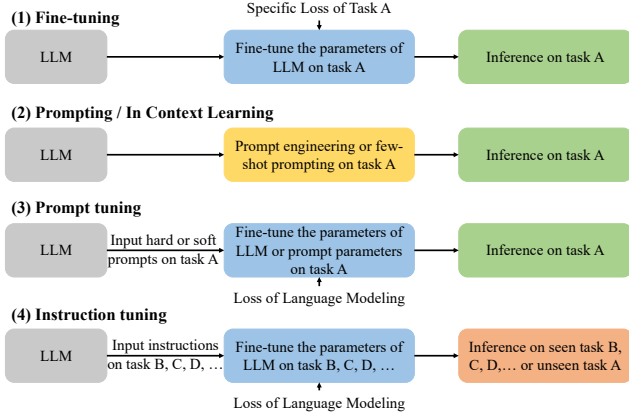 Specific Loss of Task A
(1) Fine-tuning
LLM
Fine-tune the parameters of
LLM on task A
Inference on task A
(2) Prompting / In Context Learning
LLM
Prompt engineering or few-
shot prompting on task A
Inference on task A
(3) Prompt tuning
LLM
Input hard or soft
prompts on task A
Fine-tune the parameters of
LLM or prompt parameters
on task A
Inference on task A
Loss of Language Modeling
(4) Instruction tuning
LLM
Input instructions
on task B, C, D, ...
Fine-tune the parameters of
LLM on task B, C, D, ...
Inference on seen task B,
C, D,... or unseen task A
Loss of Language Modeling